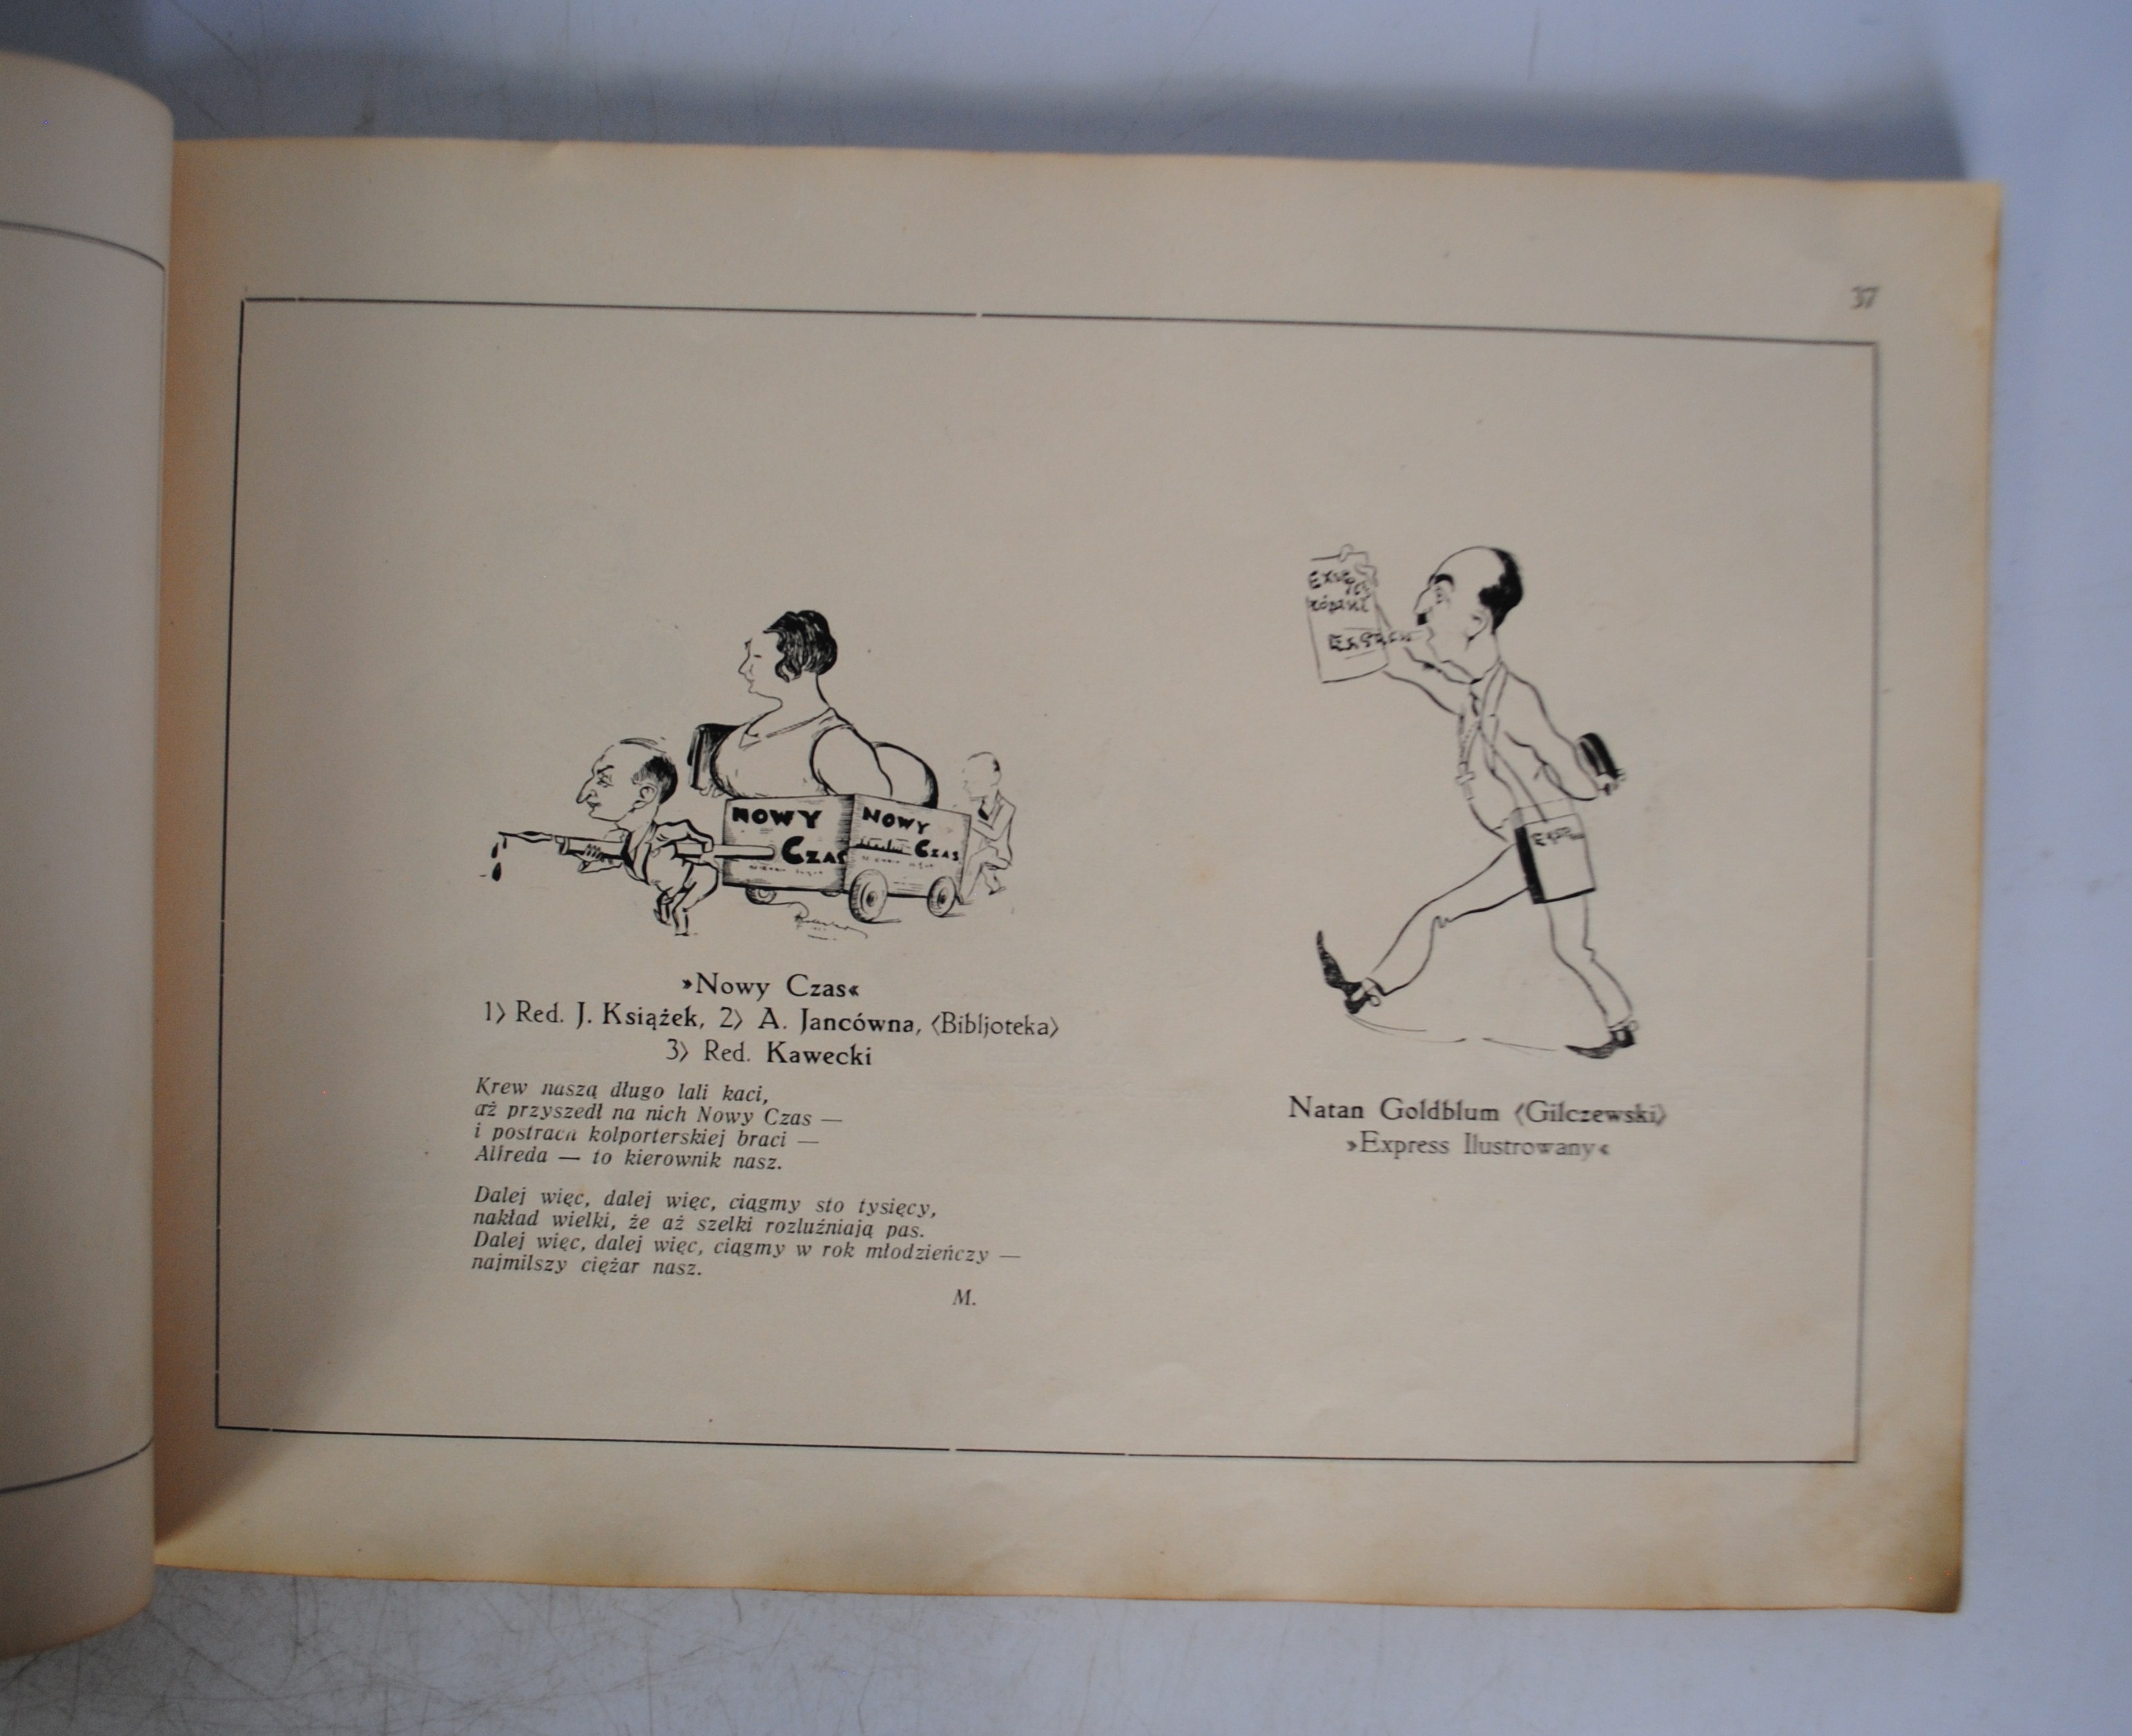 37
NOWY
CZAS
NOWY
CZAS
»Nowy Czas«
1) Red. J. Książek, 2) A. Jancówna, (Bibljoteka)
3) Red. Kawecki
Krew naszą długo lali kaci,
aż przyszedł na nich Nowy Czas —
i postrach kolporterskiej braci —
Alfreda — to kierownik nasz.
Dalej więc, dalej więc, ciągmy sto tysięcy,
nakład wielki, że aż szelki rozluźniają pas.
Dalej więc, dalej więc, ciągmy w rok młodzieńczy —
najmilszy ciężar nasz.
M.
Natan Goldblum (Gilczewski)
»Express Ilustrowany«